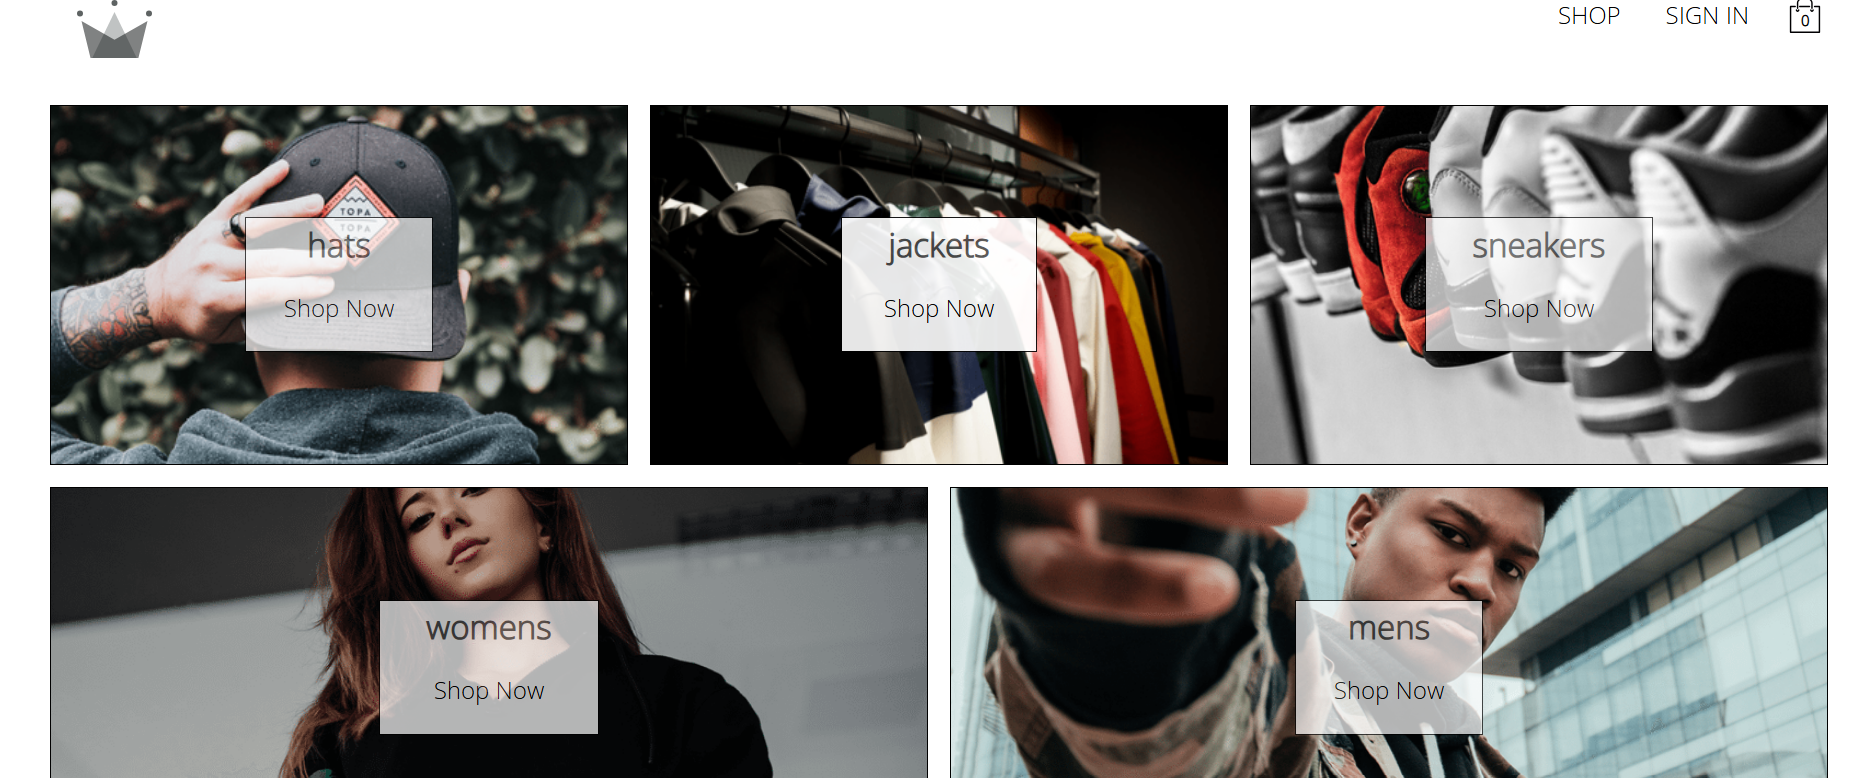 SHOP SIGN IN 0
TOPA
TOPA
hats
Shop Now
jackets
Shop Now
sneakers
Shop Now
womens
Shop Now
mens
Shop Now